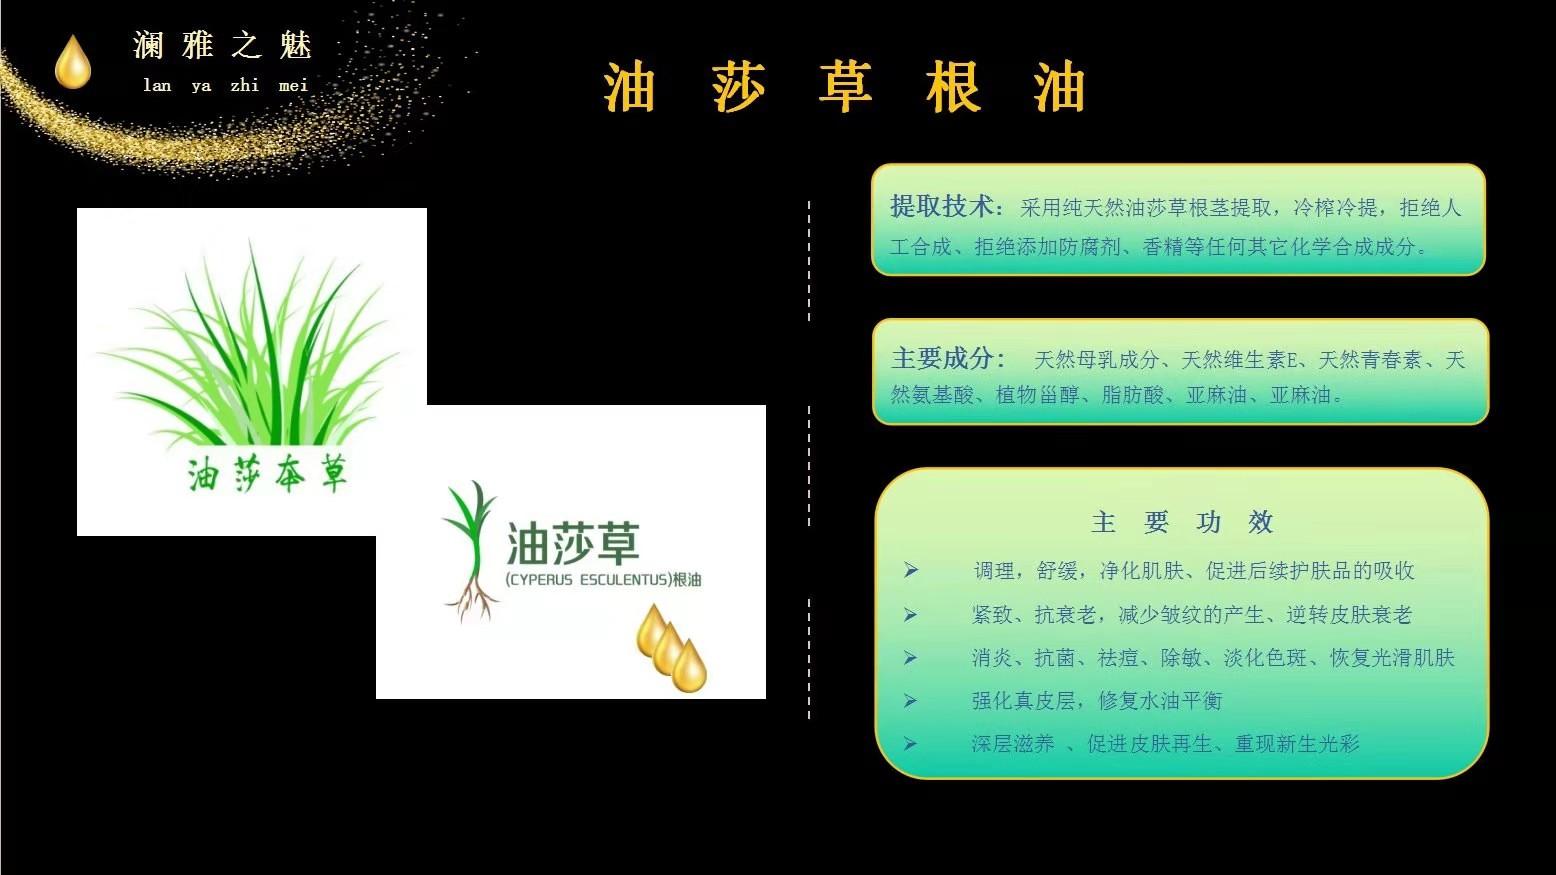 澜雅之魅
lan ya zhi mei
油莎草根油
油莎本草
油莎草
(CYPERUS ESCULENTUS)根油
提取技术：采用纯天然油莎草根茎提取，冷榨冷提，拒绝人
工合成、拒绝添加防腐剂、香精等任何其它化学合成成分。
主要成分： 天然母乳成分、天然维生素E、天然青春素、天
然氨基酸、植物甾醇、脂肪酸、亚麻油、亚麻油。
主要功效
➢ 调理，舒缓，净化肌肤、促进后续护肤品的吸收
➢ 紧致、抗衰老，减少皱纹的产生、逆转皮肤衰老
➢ 消炎、抗菌、祛痘、除敏、淡化色斑、恢复光滑肌肤
➢ 强化真皮层，修复水油平衡
➢ 深层滋养 、促进皮肤再生、重现新生光彩